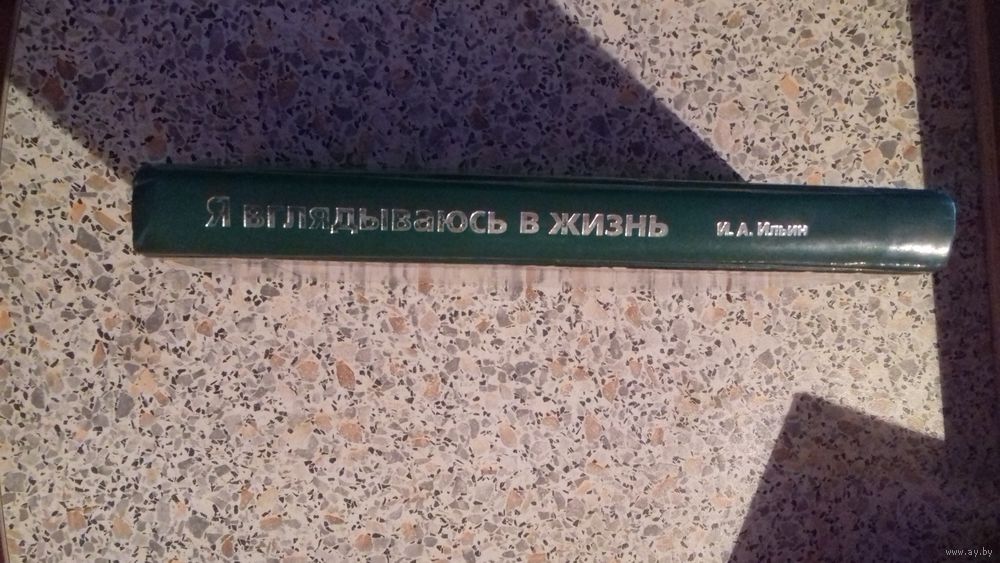 Я вглядываюсь в жизнь
И. А. Ильин
www.ay.by